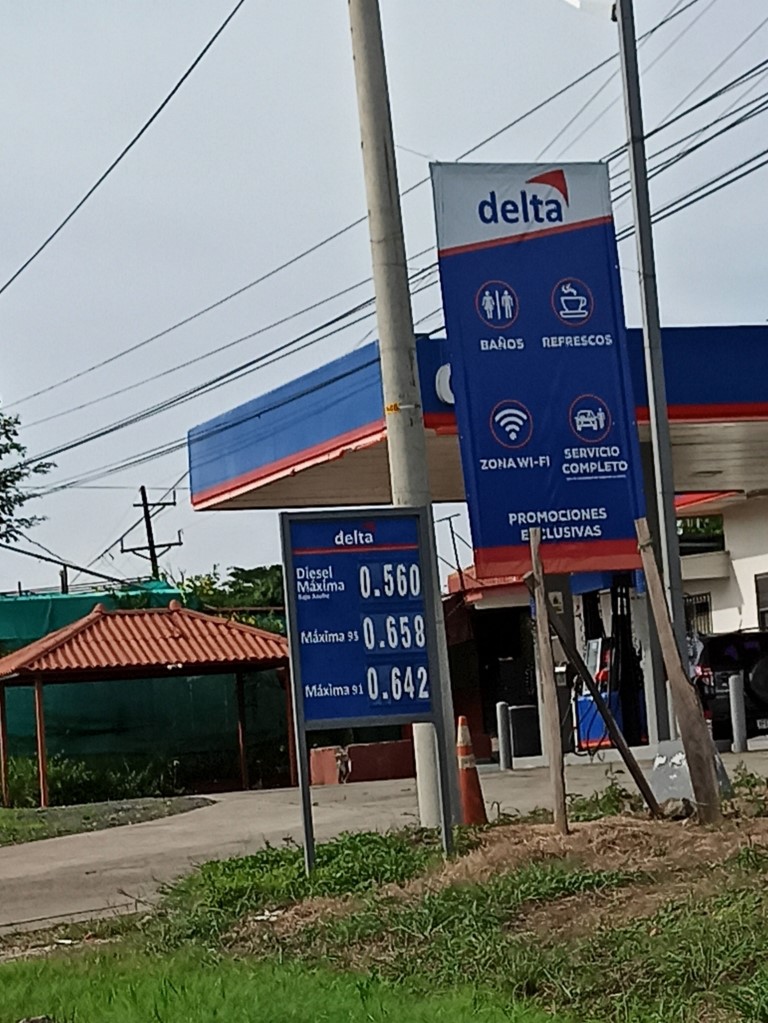 delta
BAÑOS
REFRESCOS
ZONA WI-FI
SERVICIO
COMPLETO
PROMOCIONES
delta
Diesel
Máxima
0.560
Máxima 95
0.658
Máxima 91
0.642